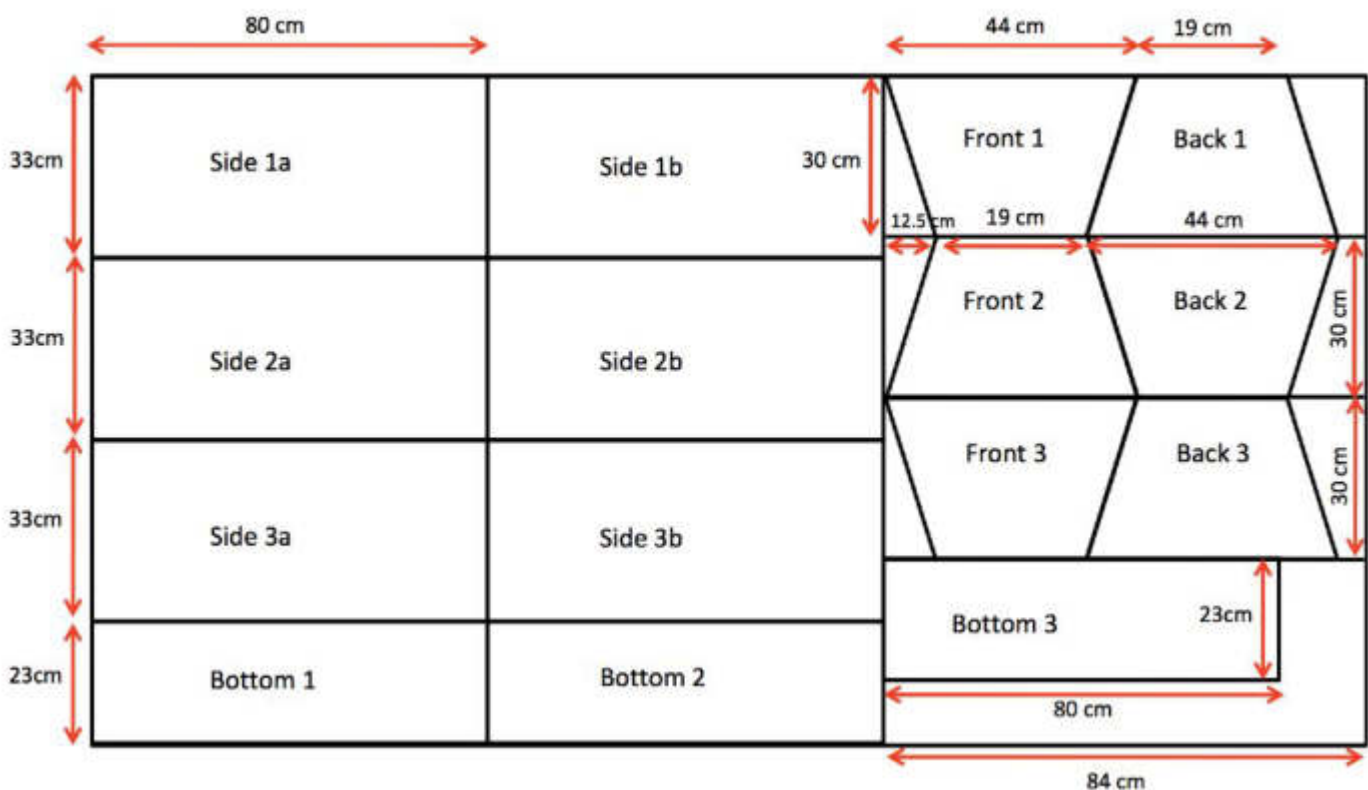 80 cm
44 cm
19 cm
33cm
Side 1a
Side 1b
30 cm
Front 1
Back 1
12.5 cm
19 cm
44 cm
33cm
Side 2a
Side 2b
Front 2
Back 2
30 cm
33cm
Side 3a
Side 3b
Front 3
Back 3
30 cm
23cm
Bottom 1
Bottom 2
Bottom 3
23cm
80 cm
84 cm